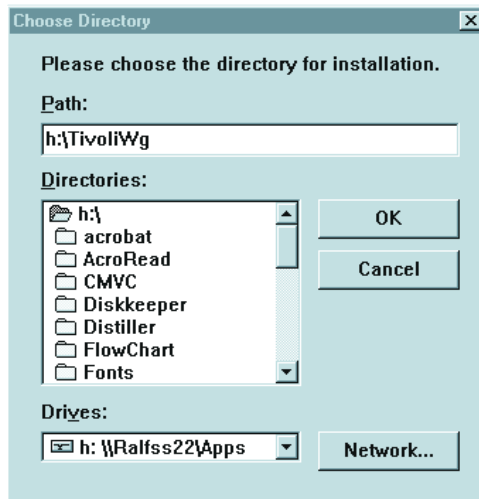 Choose Directory
Please choose the directory for installation.
Path:
h:\TivoliWg
Directories:
h:\
acrobat
AcroRead
CMVC
Diskkeeper
Distiller
FlowChart
Fonts
OK
Cancel
Drives:
h: \\Ralfss22\Apps
Network...